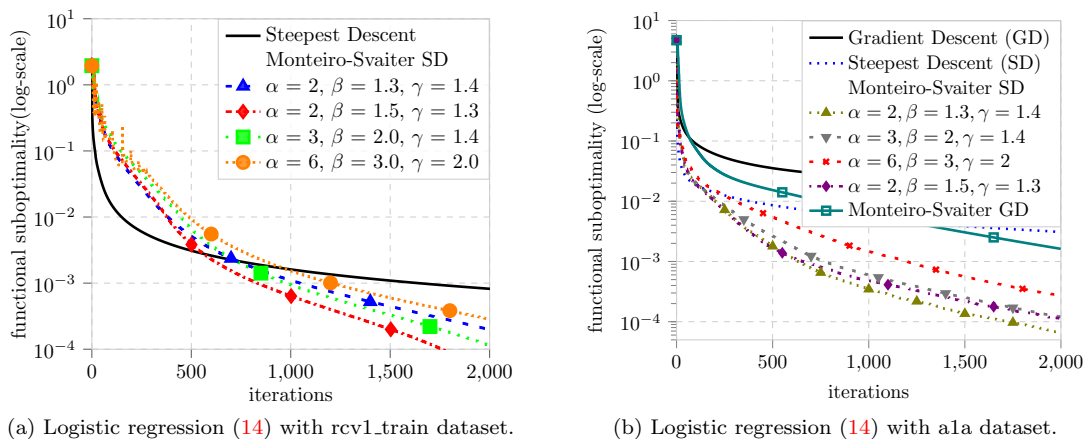 10^1
10^0
10^−1
10^−2
10^−3
10^−4
functional suboptimality(log-scale)
0
500
1,000
1,500
2,000
iterations
Steepest Descent
Monteiro-Svaiter SD
α = 2, β = 1.3, γ = 1.4
α = 2, β = 1.5, γ = 1.3
α = 3, β = 2.0, γ = 1.4
α = 6, β = 3.0, γ = 2.0
(a) Logistic regression (14) with rcv1_train dataset.
10^1
10^0
10^−1
10^−2
10^−3
10^−4
functional suboptimality (log-scale)
0
500
1,000
1,500
2,000
iterations
Gradient Descent (GD)
Steepest Descent (SD)
Monteiro-Svaiter SD
α = 2, β = 1.3, γ = 1.4
α = 3, β = 2, γ = 1.4
α = 6, β = 3, γ = 2
α = 2, β = 1.5, γ = 1.3
Monteiro-Svaiter GD
(b) Logistic regression (14) with a1a dataset.